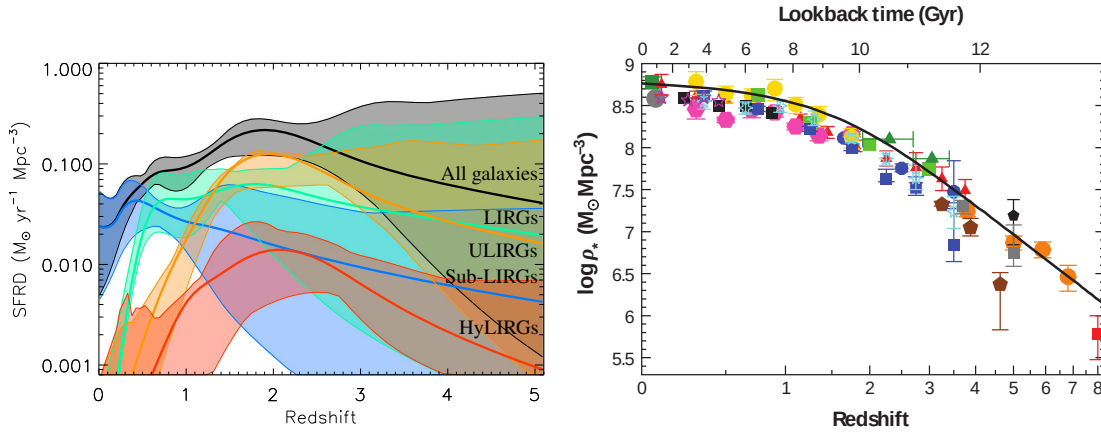 1.000
0.100
0.010
0.001
SFRD (M⊙ yr⁻¹ Mpc⁻³)
All galaxies
LIRGs
ULIRGs
Sub-LIRGs
HyLIRGs
0 1 2 3 4 5
Redshift
Lookback time (Gyr)
0 2 4 6 8 10 12
9
8.5
8
7.5
7
6.5
6
5.5
logρ* (M⊙Mpc⁻³)
0 1 2 3 4 5 6 7 8
Redshift